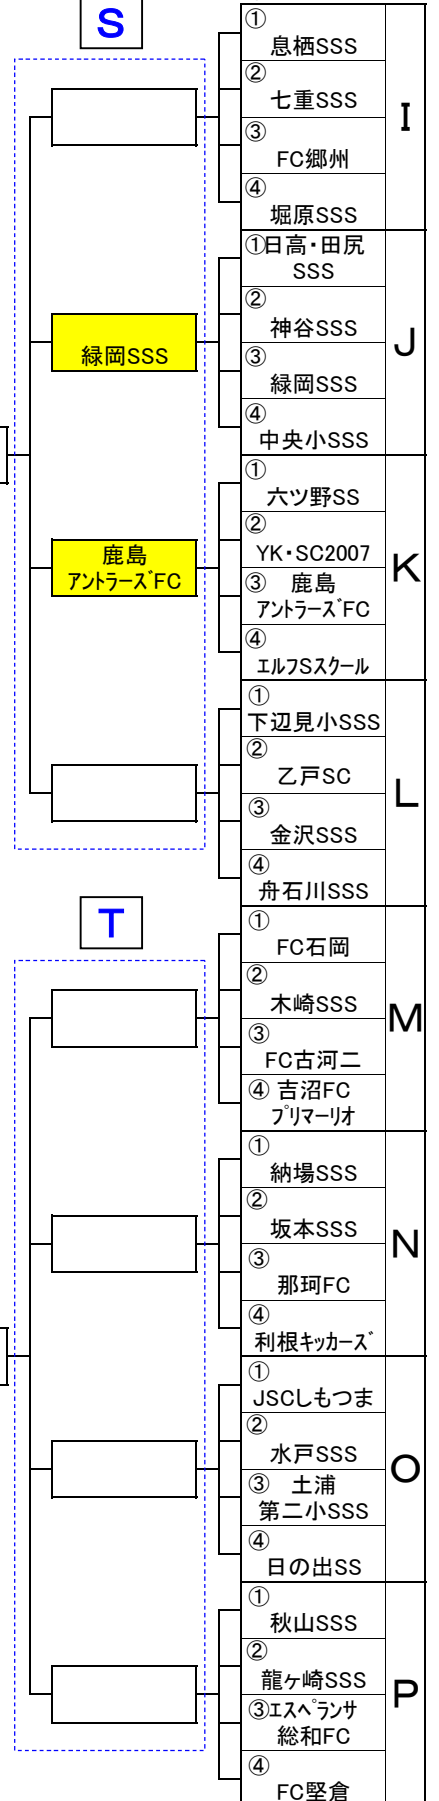 S
①
息栖SSS
②
七重SSS
③
FC郷州
④
堀原SSS
I
①日高・田尻
SSS
②
神谷SSS
③
緑岡SSS
④
中央小SSS
J
緑岡SSS
①
六ツ野SS
②
YK・SC2007
③ 鹿島
アントラーズFC
④
エルフSスクール
K
鹿島
アントラーズFC
①
下辺見小SSS
②
乙戸SC
③
金沢SSS
④
舟石川SSS
L
T
①
FC石岡
②
木崎SSS
③
FC古河二
④ 吉沼FC
プリマーリオ
M
①
納場SSS
②
坂本SSS
③
那珂FC
④
利根キッカーズ
N
①
JSCしもつま
②
水戸SSS
③ 土浦
第二小SSS
④
日の出SS
O
①
秋山SSS
②
龍ヶ崎SSS
③エスペランサ
総和FC
④
FC堅倉
P